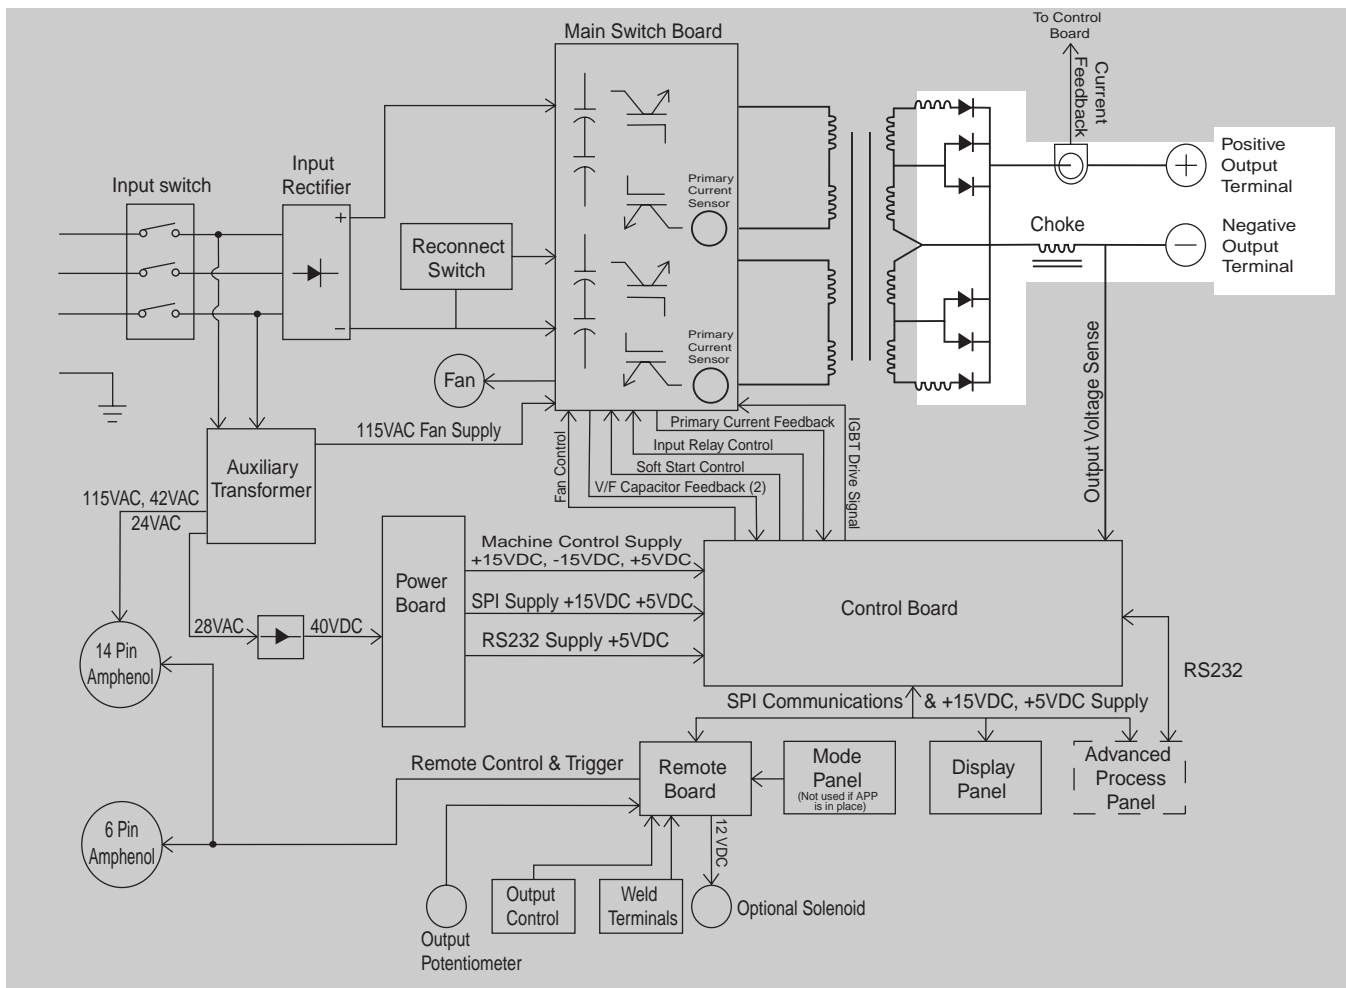 To Control
Board
Current
Feedback
Main Switch Board
Input switch
Input
Rectifier
+
−
Reconnect
Switch
Primary
Current
Sensor
Primary
Current
Sensor
Positive
Output
Terminal
+
Choke
Negative
Output
Terminal
−
Output Voltage Sense
Fan
115VAC Fan Supply
Fan Control
Primary Current Feedback
Input Relay Control
Soft Start Control
V/F Capacitor Feedback (2)
IGBT Drive Signal
Auxiliary
Transformer
115VAC, 42VAC
24VAC
Machine Control Supply
+15VDC, -15VDC, +5VDC
Power
Board
SPI Supply +15VDC +5VDC
RS232 Supply +5VDC
Control Board
28VAC
40VDC
14 Pin
Amphenol
RS232
SPI Communications & +15VDC, +5VDC Supply
Remote Control & Trigger
Remote
Board
Mode
Panel
(Not used if APP
is in place)
Display
Panel
Advanced
Process
Panel
6 Pin
Amphenol
12 VDC
Output
Control
Weld
Terminals
Optional Solenoid
Output
Potentiometer